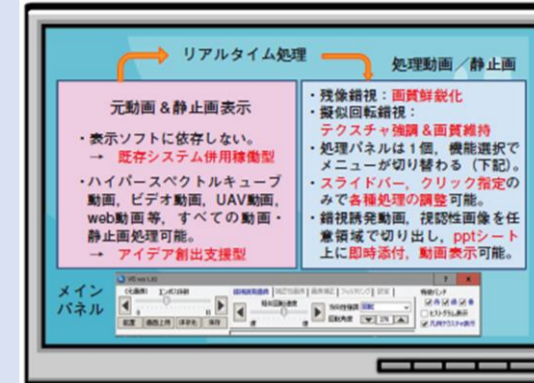 リアルタイム処理
処理動画／静止画
元動画＆静止画表示
・表示ソフトに依存しない。
→ 既存システム併用稼働型
・ハイパースペクトルキューブ
動画，ビデオ動画，UAV動画，
web動画等，すべての動画・
静止画処理可能。
→ アイデア創出支援型
・残像錯視：画質鮮鋭化
・擬似回転錯視：
テクスチャ強調＆画質維持
・処理パネルは1個，機能選択で
メニューが切り替わる（下記）。
・スライドバー，クリック指定の
みで各種処理の調整可能。
・錯視誘発動画，視認性画像を任
意領域で切り出し，pptシート
上に即時添付，動画表示可能。
メイン
パネル